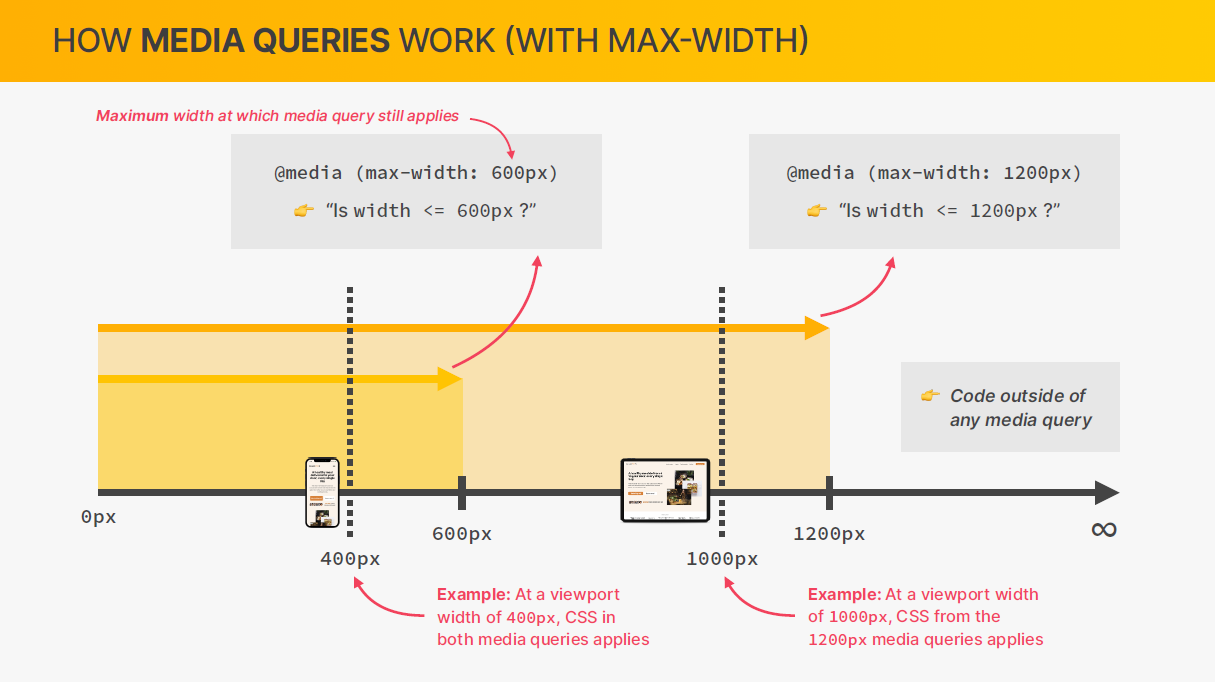 HOW MEDIA QUERIES WORK (WITH MAX-WIDTH)
Maximum width at which media query still applies
@media (max-width: 600px)
👉 “Is width <= 600px ?”
@media (max-width: 1200px)
👉 “Is width <= 1200px ?”
👉 Code outside of
any media query
0px
400px
600px
1000px
1200px
∞
Example: At a viewport
width of 400px, CSS in
both media queries applies
Example: At a viewport width
of 1000px, CSS from the
1200px media queries applies